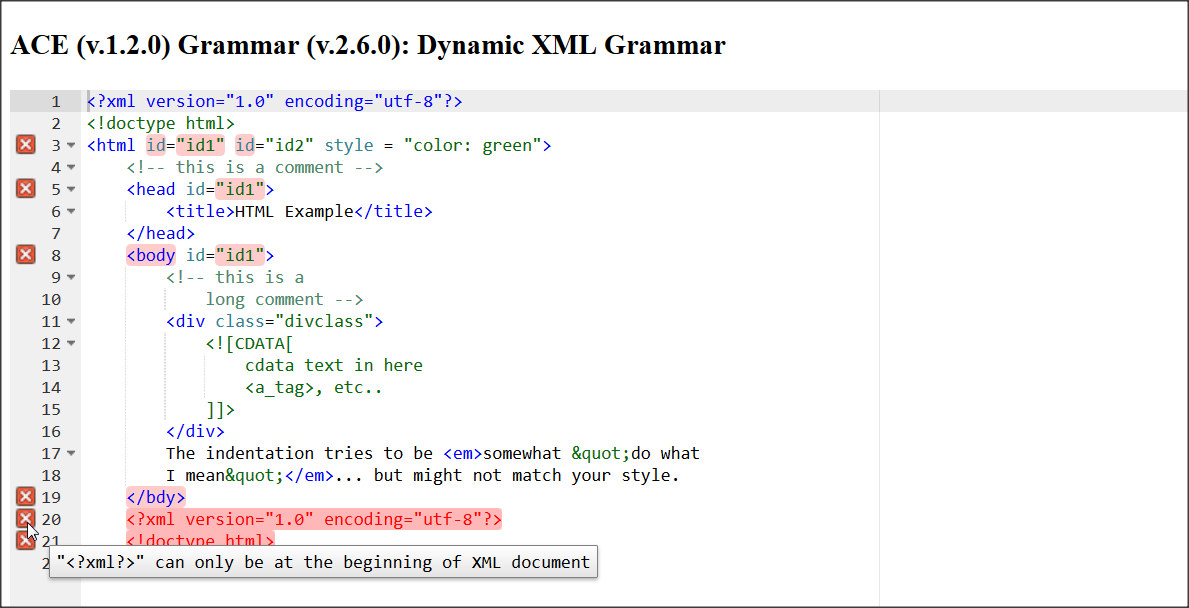 ACE (v.1.2.0) Grammar (v.2.6.0): Dynamic XML Grammar
1 <?xml version="1.0" encoding="utf-8"?>
2 <!doctype html>
3 <html id="id1" id="id2" style = "color: green">
4 <!-- this is a comment -->
5 <head id="id1">
6 <title>HTML Example</title>
7 </head>
8 <body id="id1">
9 <!-- this is a
10 long comment -->
11 <div class="divclass">
12 <![CDATA[
13 cdata text in here
14 <a_tag>, etc..
15 ]]>
16 </div>
17 The indentation tries to be <em>somewhat &quot;do what
18 I mean&quot;</em>... but might not match your style.
19 </bdy>
20 <?xml version="1.0" encoding="utf-8"?>
21 <!doctype html>
"<?xml?>" can only be at the beginning of XML document